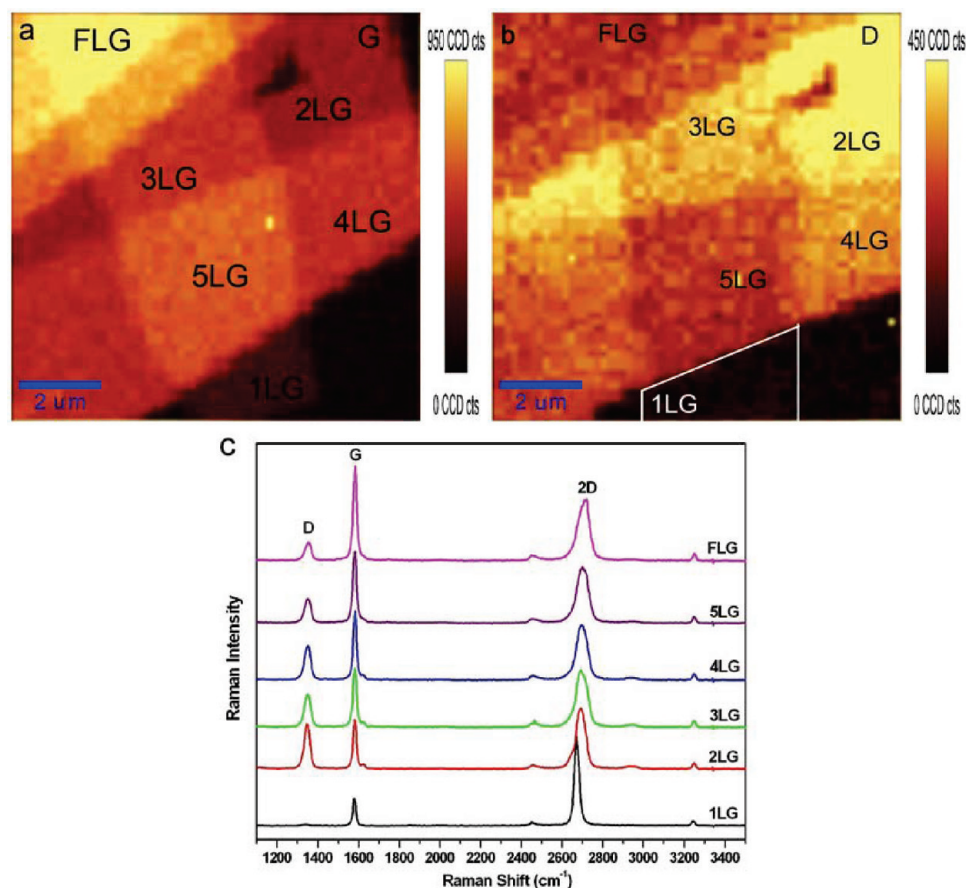 a
FLG
G
2LG
3LG
4LG
5LG
1LG
2 um
950 CCD cts
0 CCD cts
b
FLG
D
3LG
2LG
4LG
5LG
1LG
2 um
450 CCD cts
0 CCD cts
C
G
2D
D
FLG
5LG
4LG
3LG
2LG
1LG
Raman Intensity
1200 1400 1600 1800 2000 2200 2400 2600 2800 3000 3200 3400
Raman Shift (cm⁻¹)